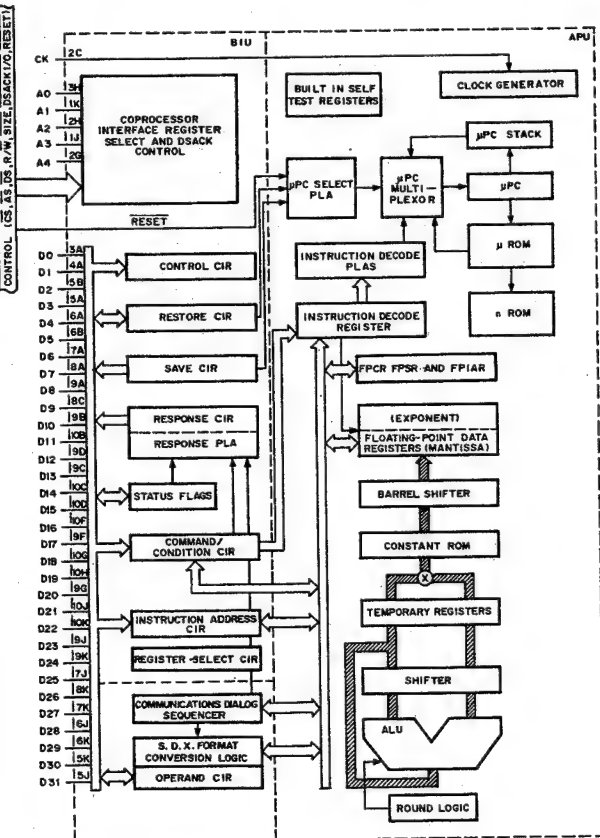 CONTROL (CS,AS,DS,R/W,SIZE,DSACK1/0,RESET)
BIU
APU
CK 2C
A0 3H
A1 1K
A2 2H
A3 1J
A4 2G
COPROCESSOR
INTERFACE REGISTER
SELECT AND DSACK
CONTROL
RESET
BUILT IN SELF
TEST REGISTERS
CLOCK GENERATOR
µPC STACK
µPC SELECT
PLA
µPC
MULTI-
PLEXOR
µPC
µ ROM
n ROM
INSTRUCTION DECODE
PLAS
INSTRUCTION DECODE
REGISTER
FPCR FPSR AND FPIAR
(EXPONENT)
FLOATING-POINT DATA
REGISTERS (MANTISSA)
BARREL SHIFTER
CONSTANT ROM
X
TEMPORARY REGISTERS
SHIFTER
ALU
ROUND LOGIC
D0 3A
D1 4A
D2 5B
D3 5A
D4 6A
D5 6B
D6 7A
D7 8A
D8 9A
D9 8C
D10 9B
D11 10B
D12 9D
D13 9C
D14 10C
D15 10D
D16 10F
D17 9F
D18 10G
D19 10H
D20 9G
D21 10J
D22 10K
D23 9J
D24 9K
D25 7J
D26 8K
D27 7K
D28 6J
D29 6K
D30 5K
D31 5J
CONTROL CIR
RESTORE CIR
SAVE CIR
RESPONSE CIR
RESPONSE PLA
STATUS FLAGS
COMMAND/
CONDITION CIR
INSTRUCTION ADDRESS
CIR
REGISTER-SELECT CIR
COMMUNICATIONS DIALOG
SEQUENCER
S.D.X. FORMAT
CONVERSION LOGIC
OPERAND CIR